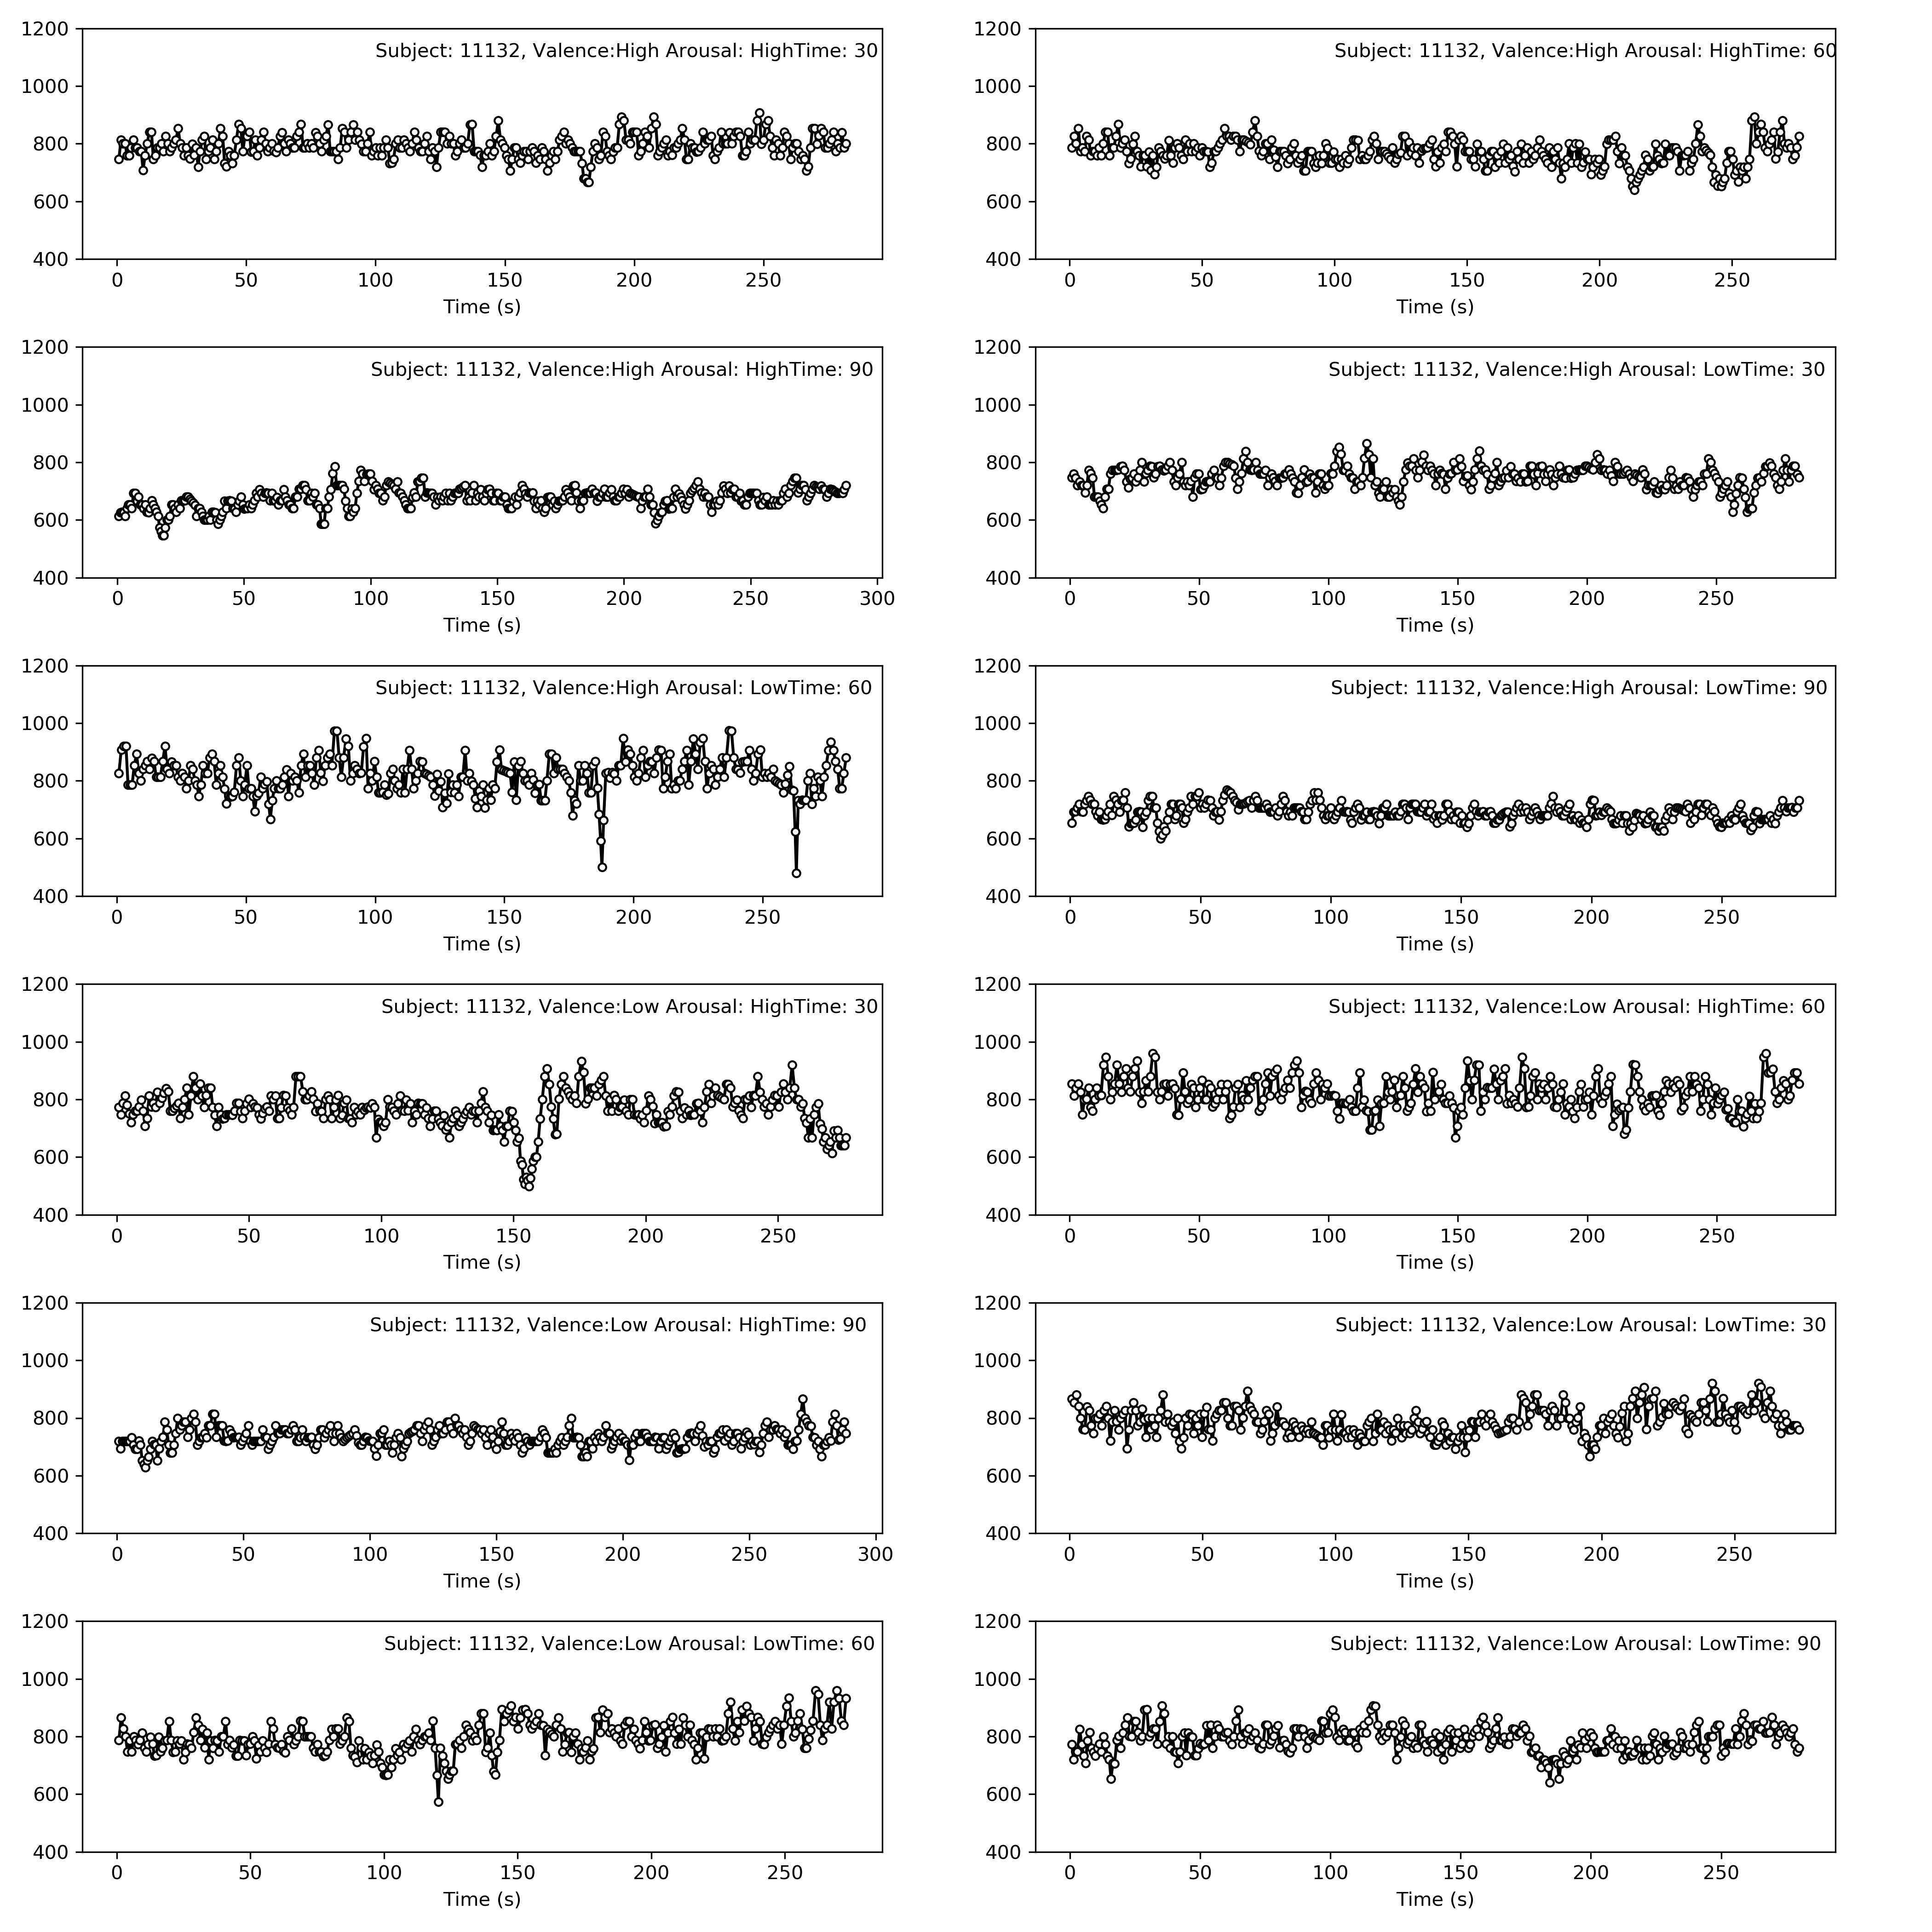 1200
1000
800
600
400
Subject: 11132, Valence:High Arousal: HighTime: 30
0 50 100 150 200 250
Time (s)
1200
1000
800
600
400
Subject: 11132, Valence:High Arousal: HighTime: 60
0 50 100 150 200 250
Time (s)
1200
1000
800
600
400
Subject: 11132, Valence:High Arousal: HighTime: 90
0 50 100 150 200 250 300
Time (s)
1200
1000
800
600
400
Subject: 11132, Valence:High Arousal: LowTime: 30
0 50 100 150 200 250
Time (s)
1200
1000
800
600
400
Subject: 11132, Valence:High Arousal: LowTime: 60
0 50 100 150 200 250
Time (s)
1200
1000
800
600
400
Subject: 11132, Valence:High Arousal: LowTime: 90
0 50 100 150 200 250
Time (s)
1200
1000
800
600
400
Subject: 11132, Valence:Low Arousal: HighTime: 30
0 50 100 150 200 250
Time (s)
1200
1000
800
600
400
Subject: 11132, Valence:Low Arousal: HighTime: 60
0 50 100 150 200 250
Time (s)
1200
1000
800
600
400
Subject: 11132, Valence:Low Arousal: HighTime: 90
0 50 100 150 200 250 300
Time (s)
1200
1000
800
600
400
Subject: 11132, Valence:Low Arousal: LowTime: 30
0 50 100 150 200 250
Time (s)
1200
1000
800
600
400
Subject: 11132, Valence:Low Arousal: LowTime: 60
0 50 100 150 200 250
Time (s)
1200
1000
800
600
400
Subject: 11132, Valence:Low Arousal: LowTime: 90
0 50 100 150 200 250
Time (s)